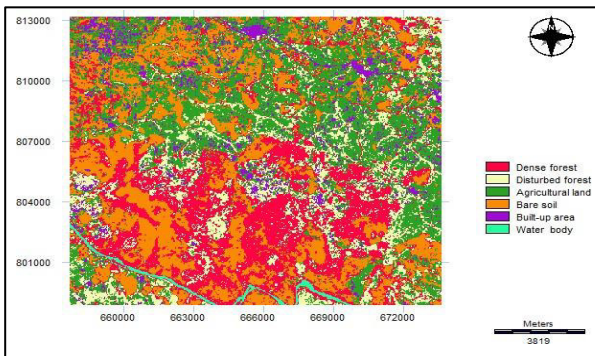 813000
810000
807000
804000
801000
660000 663000 666000 669000 672000
Dense forest
Disturbed forest
Agricultural land
Bare soil
Built-up area
Water body
Meters
3819